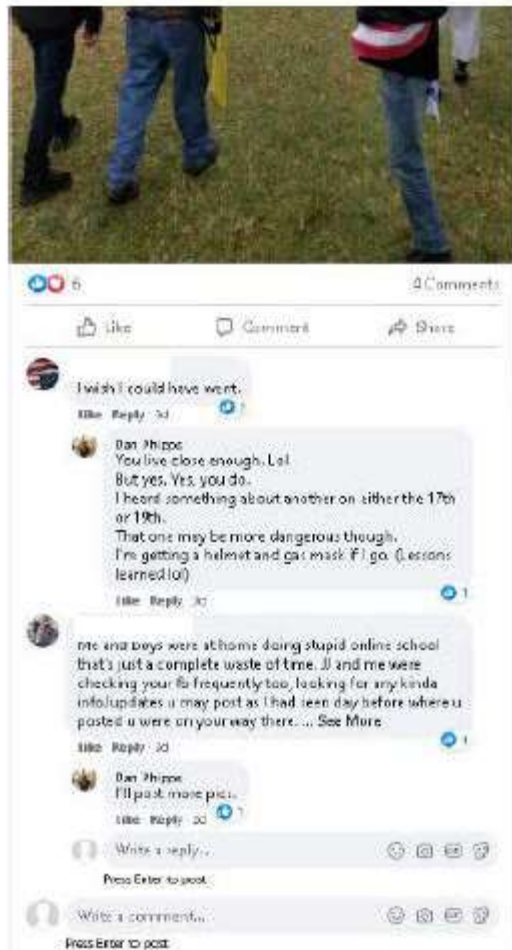 6
4 Comments
Like Comment Share
I wish I could have went.
Like Reply 3d
Dan Phipps
You live close enough. Lol
But yes. Yes, you do.
I heard something about another on either the 17th
or 19th.
That one may be more dangerous though.
I'm getting a helmet and gas mask if I go. (Lessons
learned lol)
Like Reply 3d 1
Me and boys were at home doing stupid online school
that's just a complete waste of time. JJ and me were
checking your fb frequently too, looking for any kinda
info/updates u may post as I had seen day before where u
posted u were on your way there. ... See More
Like Reply 3d 1
Dan Phipps
I'll post more pics.
Like Reply
Write a reply...
GIF
Press Enter to post.
Write a comment...
GIF
Press Enter to post.